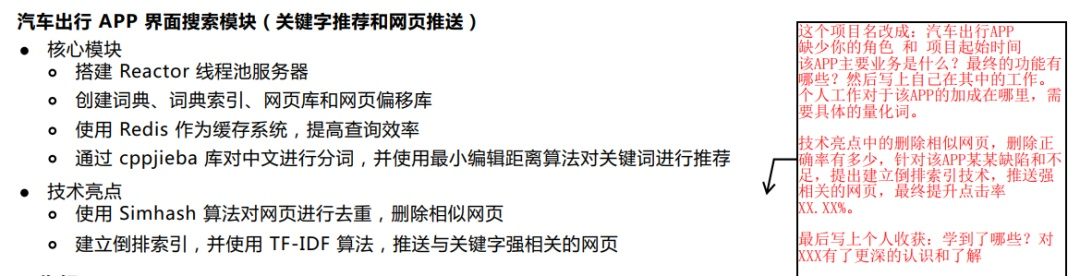 汽车出行 APP 界面搜索模块（关键字推荐和网页推送）
● 核心模块
○ 搭建 Reactor 线程池服务器
○ 创建词典、词典索引、网页库和网页偏移库
○ 使用 Redis 作为缓存系统，提高查询效率
○ 通过 cppjieba 库对中文进行分词，并使用最小编辑距离算法对关键词进行推荐
● 技术亮点
○ 使用 Simhash 算法对网页进行去重，删除相似网页
○ 建立倒排索引，并使用 TF-IDF 算法，推送与关键字强相关的网页
这个项目名改成：汽车出行APP
缺少你的角色 和 项目起始时间
该APP主要业务是什么？最终的功能有
哪些？然后写上自己在其中的工作。
个人工作对于该APP的加成在哪里，需
要具体的量化词。
技术亮点中的删除相似网页，删除正
确率有多少，针对该APP某某缺陷和不
足，提出建立倒排索引技术，推送强
相关的网页，最终提升点击率
XX.XX%。
最后写上个人收获：学到了哪些？对
XXX有了更深的认识和了解